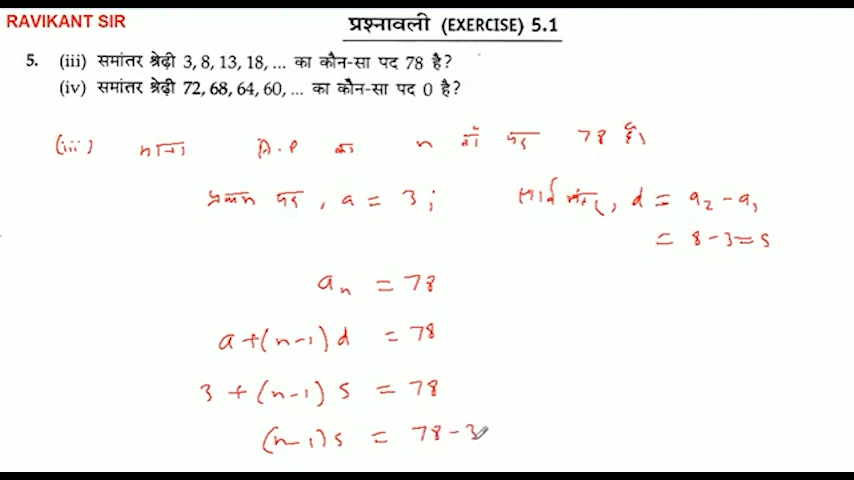 RAVIKANT SIR
प्रश्नावली (EXERCISE) 5.1
5. (iii) समांतर श्रेढ़ी 3, 8, 13, 18, ... का कौन-सा पद 78 है?
(iv) समांतर श्रेढ़ी 72, 68, 64, 60, ... का कौन-सा पद 0 है?
(iii) माना A.P का n वाँ पद 78 है।
प्रथम पद, a = 3 ; सार्व अंतर, d = a₂ - a₁
= 8 - 3 = 5
aₙ = 78
a + (n-1) d = 78
3 + (n-1) 5 = 78
(n-1) 5 = 78 - 3